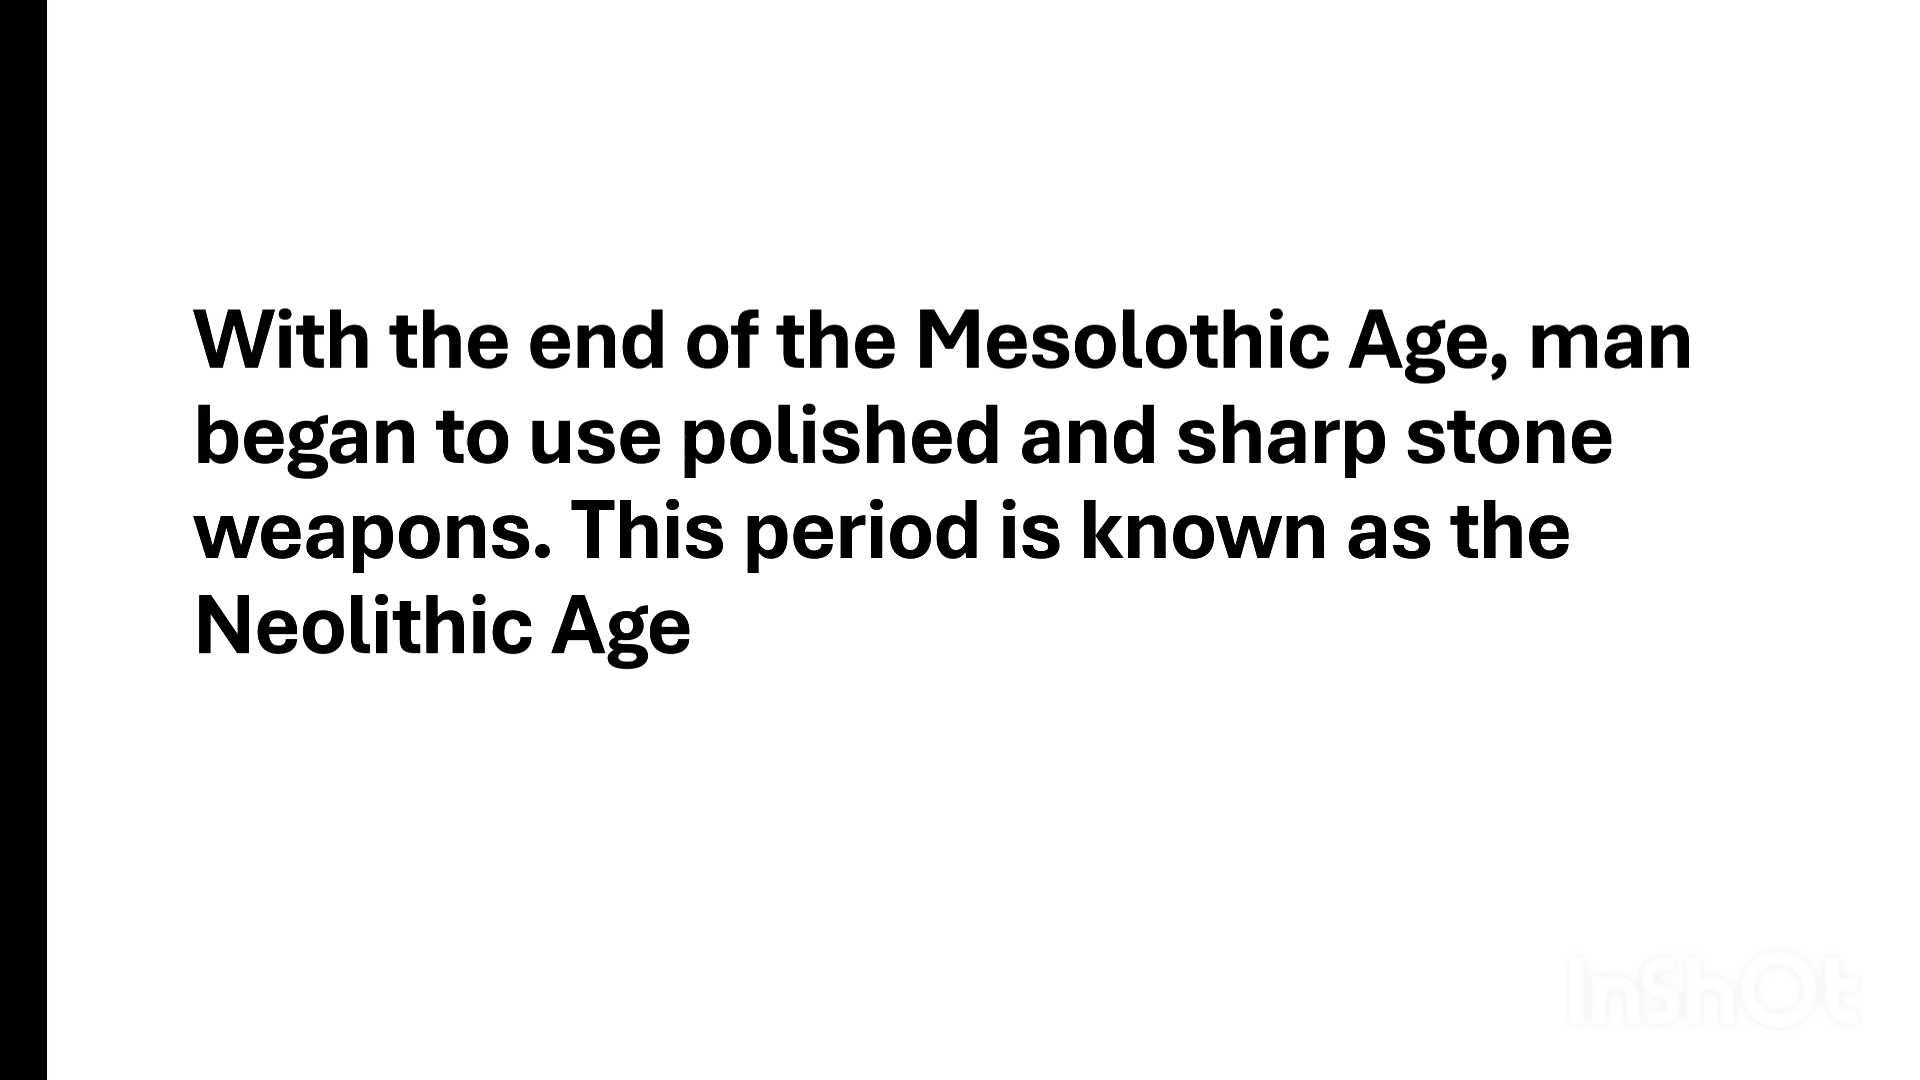 With the end of the Mesolothic Age, man
began to use polished and sharp stone
weapons. This period is known as the
Neolithic Age
InShOt